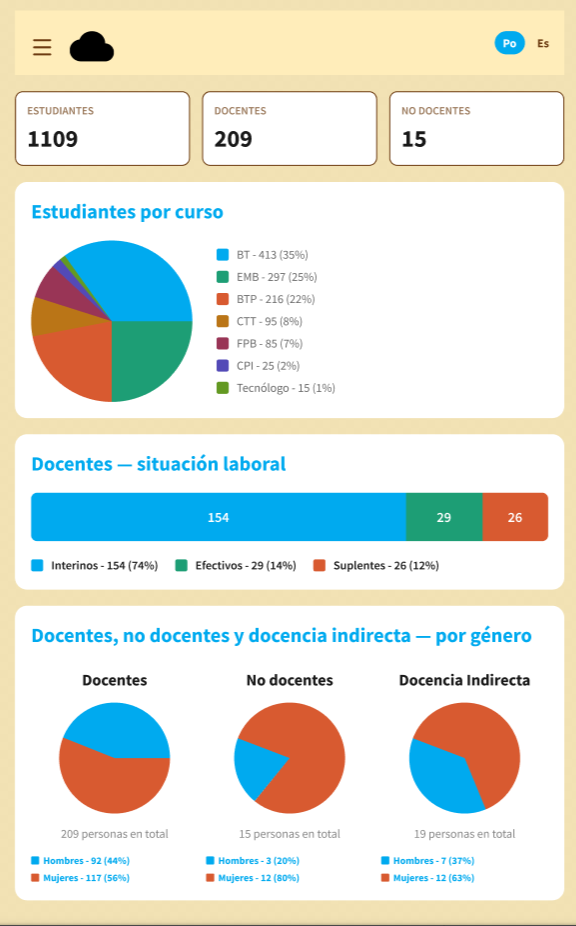 Po Es
ESTUDIANTES
1109
DOCENTES
209
NO DOCENTES
15
Estudiantes por curso
BT - 413 (35%)
EMB - 297 (25%)
BTP - 216 (22%)
CTT - 95 (8%)
FPB - 85 (7%)
CPI - 25 (2%)
Tecnólogo - 15 (1%)
Docentes — situación laboral
154 29 26
Interinos - 154 (74%) Efectivos - 29 (14%) Suplentes - 26 (12%)
Docentes, no docentes y docencia indirecta — por género
Docentes
209 personas en total
Hombres - 92 (44%)
Mujeres - 117 (56%)
No docentes
15 personas en total
Hombres - 3 (20%)
Mujeres - 12 (80%)
Docencia Indirecta
19 personas en total
Hombres - 7 (37%)
Mujeres - 12 (63%)